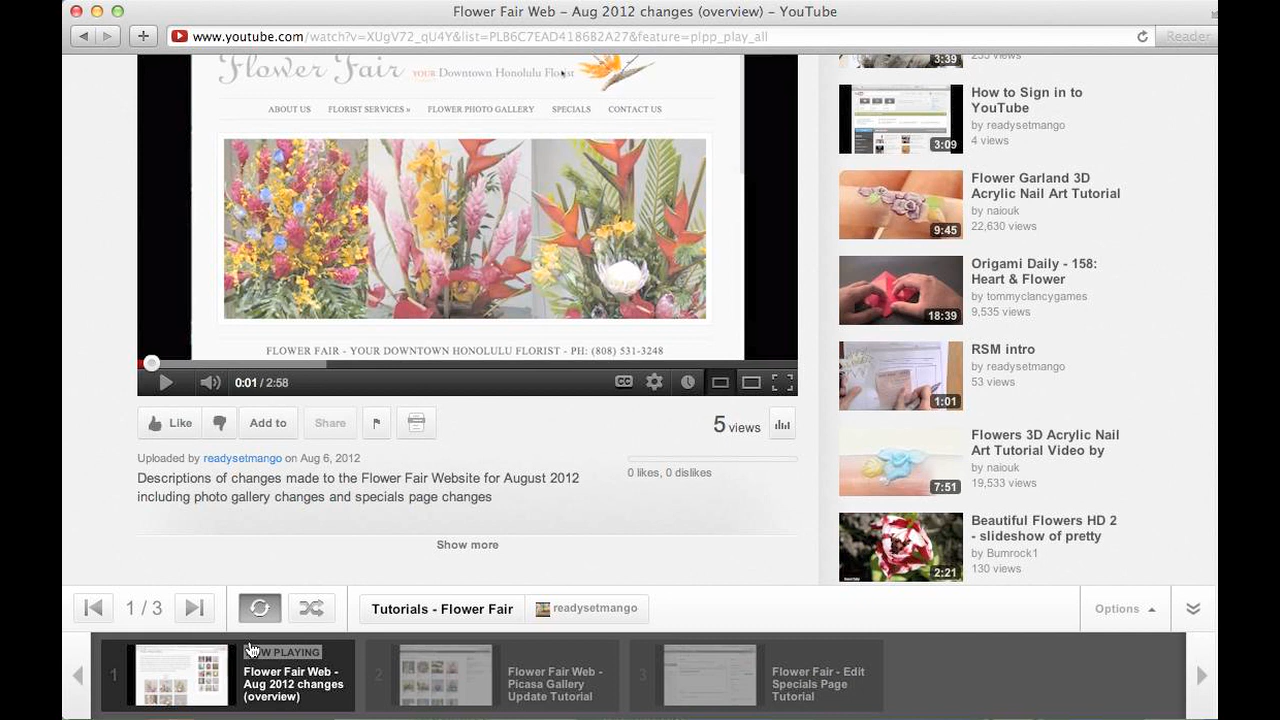 Flower Fair Web – Aug 2012 changes (overview) – YouTube
www.youtube.com/watch?v=XUgV72_qU4Y&list=PLB6C7EAD4186B2A27&feature=plpp_play_all
Reader
Flower Fair YOUR Downtown Honolulu Florist
ABOUT US FLORIST SERVICES » FLOWER PHOTO GALLERY SPECIALS CONTACT US
FLOWER FAIR - YOUR DOWNTOWN HONOLULU FLORIST - PH: (808) 531-3248
0:01 / 2:58
CC
Like
Add to
Share
5 views
Uploaded by readysetmango on Aug 6, 2012
0 likes, 0 dislikes
Descriptions of changes made to the Flower Fair Website for August 2012
including photo gallery changes and specials page changes
Show more
3:39
views
How to Sign in to
YouTube
by readysetmango
4 views
3:09
Flower Garland 3D
Acrylic Nail Art Tutorial
by naiouk
22,630 views
9:45
Origami Daily - 158:
Heart & Flower
by tommyclancygames
9,535 views
18:39
RSM intro
by readysetmango
53 views
1:01
Flowers 3D Acrylic Nail
Art Tutorial Video by
by naiouk
19,533 views
7:51
Beautiful Flowers HD 2
- slideshow of pretty
by Bumrock1
130 views
2:21
1 / 3
Tutorials - Flower Fair
readysetmango
Options
1
NOW PLAYING
Flower Fair Web -
Aug 2012 changes
(overview)
2
Flower Fair Web -
Picasa Gallery
Update Tutorial
3
Flower Fair - Edit
Specials Page
Tutorial